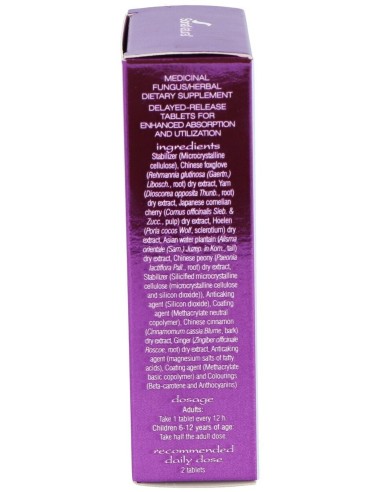 Soria Natural
MEDICINAL
FUNGUS/HERBAL
DIETARY SUPPLEMENT
DELAYED-RELEASE
TABLETS FOR
ENHANCED ABSORPTION
AND UTILIZATION
ingredients
Stabilizer (Microcrystalline
cellulose), Chinese foxglove
(Rehmannia glutinosa (Gaertn.)
Libosch., root) dry extract, Yam
(Dioscorea opposita Thunb., root)
dry extract, Japanese cornelian
cherry (Cornus officinalis Sieb. &
Zucc., pulp) dry extract, Hoelen
(Poria cocos Wolf, sclerotium) dry
extract, Asian water plantain (Alisma
orientale (Sam.) Juzep. in Kom., tail)
dry extract, Chinese peony (Paeonia
lactiflora Pall., root) dry extract,
Stabilizer (Silicified microcrystalline
cellulose (microcrystalline cellulose
and silicon dioxide)), Anticaking
agent (Silicon dioxide), Coating
agent (Methacrylate neutral
copolymer), Chinese cinnamon
(Cinnamomum cassia Blume, bark)
dry extract, Ginger (Zingiber officinale
Roscoe, root) dry extract, Anticaking
agent (magnesium salts of fatty
acids), Coating agent (Methacrylate
basic copolymer) and Colourings
(Beta-carotene and Anthocyanins)
dosage
Adults:
Take 1 tablet every 12 h.
Children 6-12 years of age:
Take half the adult dose
recommended
daily dose
2 tablets